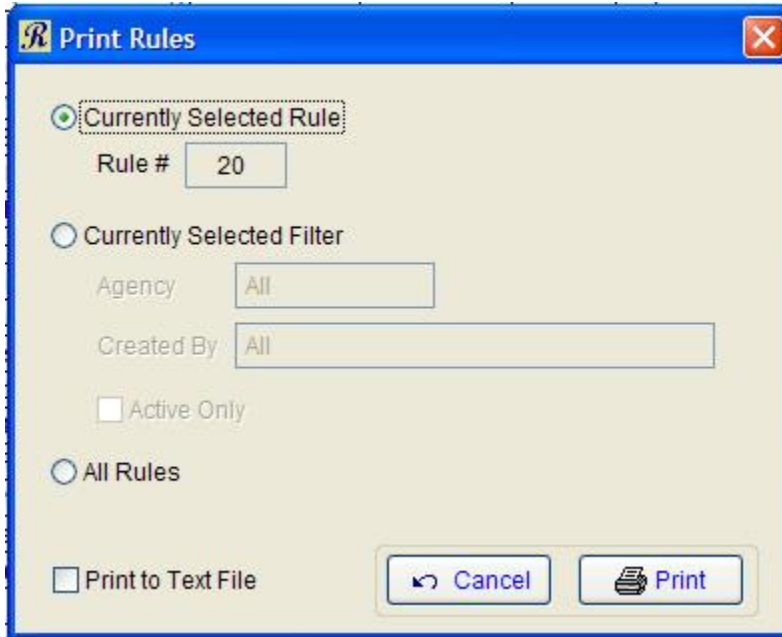 R Print Rules
Currently Selected Rule
Rule # 20
Currently Selected Filter
Agency All
Created By All
Active Only
All Rules
Print to Text File Cancel Print